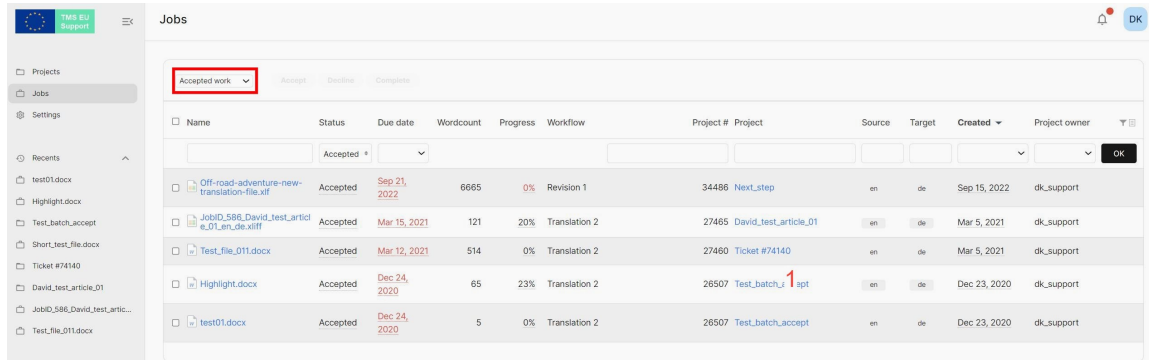 TMS EU
Support
Jobs
DK
Projects
Jobs
Settings
Recents
test01.docx
Highlight.docx
Test_batch_accept
Short_test_file.docx
Ticket #74140
David_test_article_01
JobID_586_David_test_artic...
Test_file_011.docx
Accepted work Accept Decline Complete
Name Status Due date Wordcount Progress Workflow Project # Project Source Target Created Project owner
Accepted OK
Off-road-adventure-new-
translation-file.xlf Accepted Sep 21,
2022 6665 0% Revision 1 34486 Next_step en de Sep 15, 2022 dk_support
JobID_586_David_test_articl
e_01_en_de.xliff Accepted Mar 15, 2021 121 20% Translation 2 27465 David_test_article_01 en de Mar 5, 2021 dk_support
Test_file_011.docx Accepted Mar 12, 2021 514 0% Translation 2 27460 Ticket #74140 en de Mar 5, 2021 dk_support
Highlight.docx Accepted Dec 24,
2020 65 23% Translation 2 26507 Test_batch_accept en de Dec 23, 2020 dk_support
1
test01.docx Accepted Dec 24,
2020 5 0% Translation 2 26507 Test_batch_accept en de Dec 23, 2020 dk_support